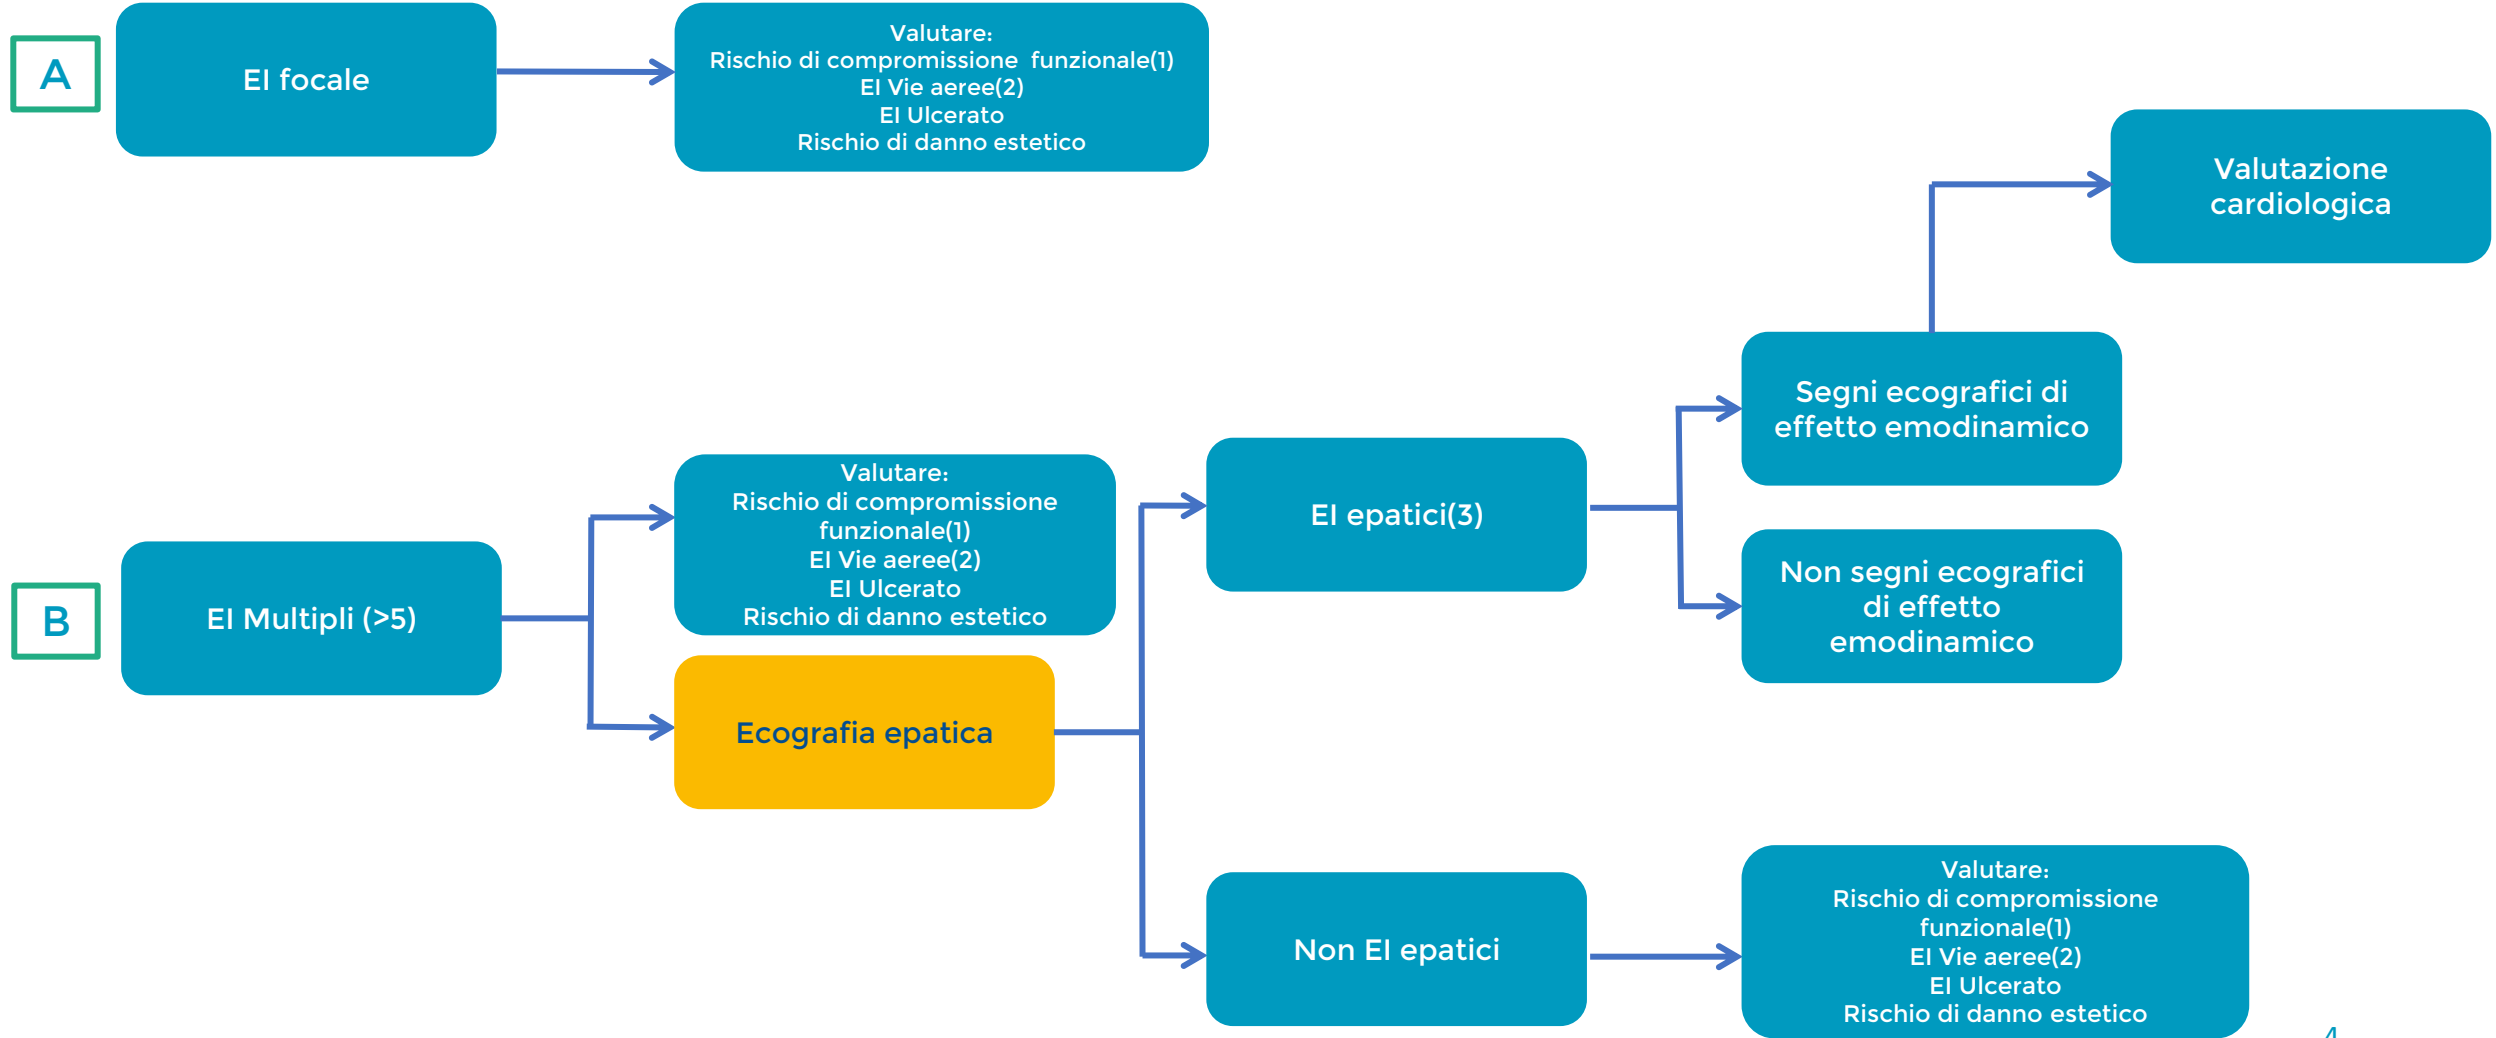 A
EI focale
Valutare:
Rischio di compromissione funzionale(1)
EI Vie aeree(2)
EI Ulcerato
Rischio di danno estetico
Valutazione
cardiologica
Segni ecografici di
effetto emodinamico
B
EI Multipli (>5)
Valutare:
Rischio di compromissione
funzionale(1)
EI Vie aeree(2)
EI Ulcerato
Rischio di danno estetico
Ecografia epatica
EI epatici(3)
Non segni ecografici
di effetto
emodinamico
Non EI epatici
Valutare:
Rischio di compromissione
funzionale(1)
EI Vie aeree(2)
EI Ulcerato
Rischio di danno estetico
4